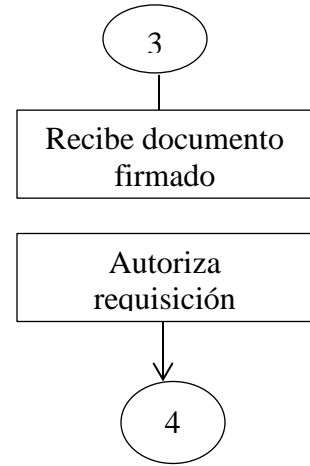 3
Recibe documento
firmado
Autoriza
requisición
4